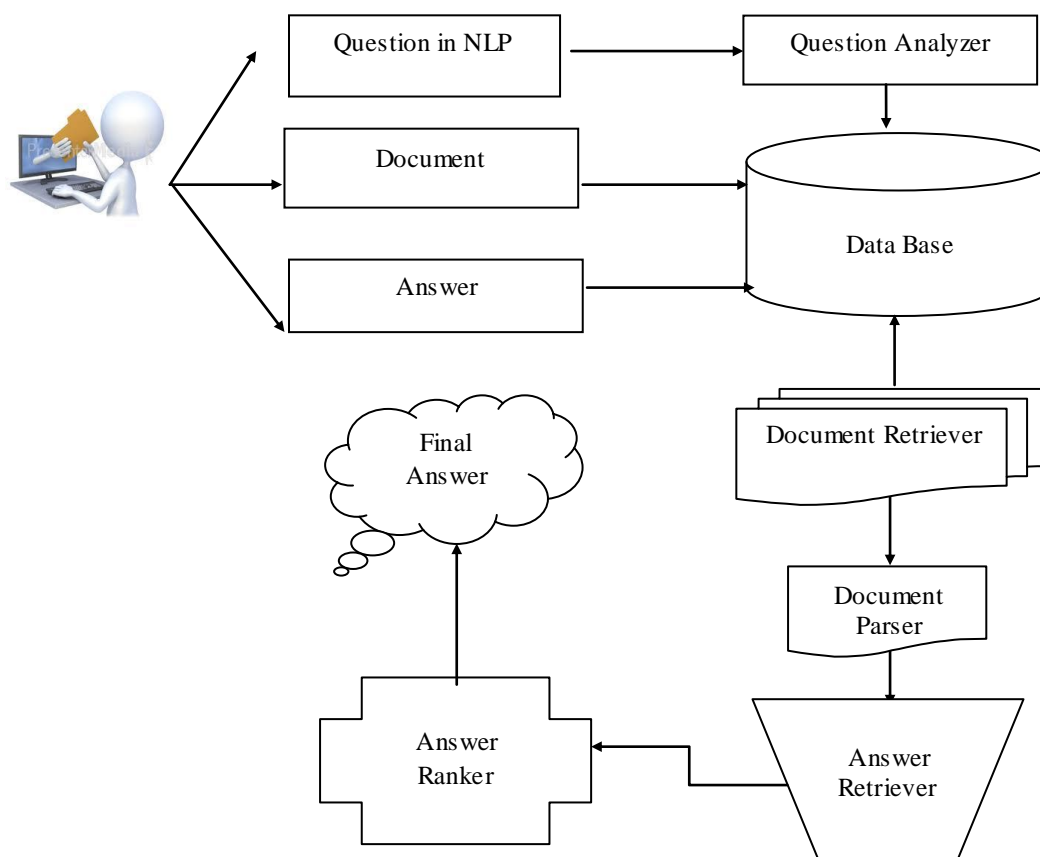 Question in NLP
Question Analyzer
Document
Data Base
Answer
Document Retriever
Final
Answer
Document
Parser
Answer
Ranker
Answer
Retriever